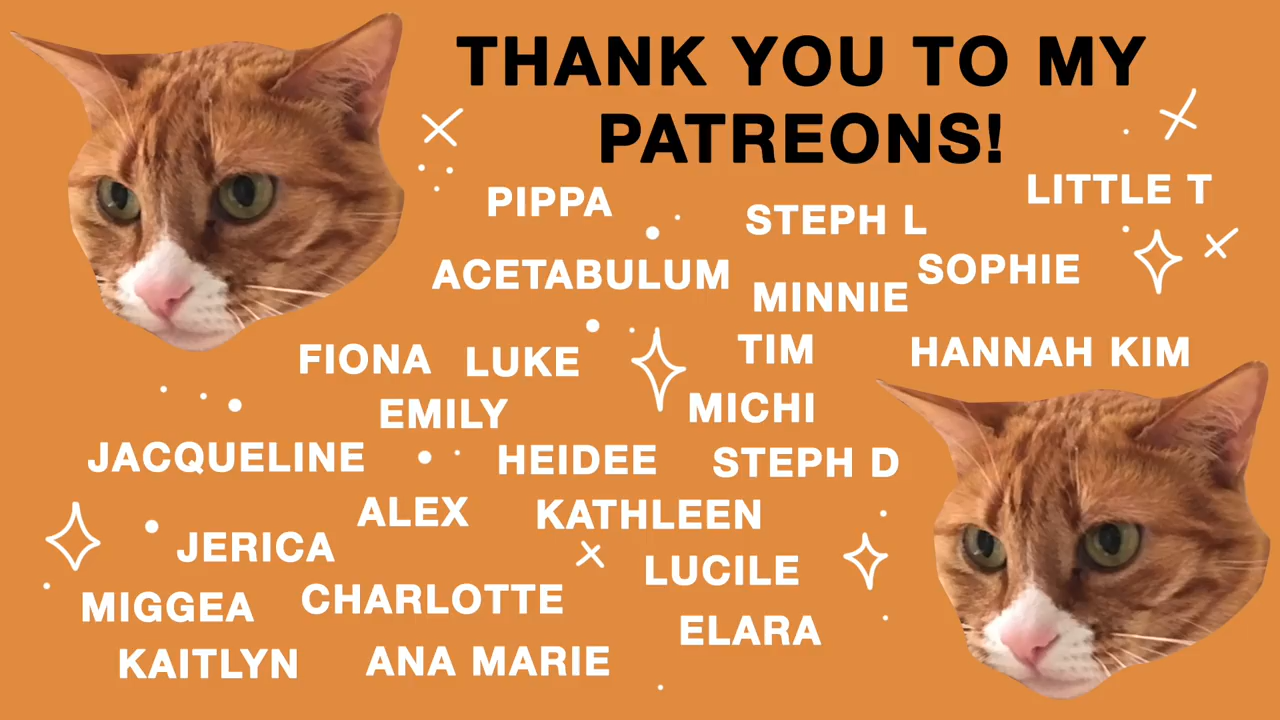 THANK YOU TO MY
PATREONS!
PIPPA
STEPH L
LITTLE T
ACETABULUM
MINNIE
SOPHIE
FIONA
LUKE
TIM
HANNAH KIM
EMILY
MICHI
JACQUELINE
HEIDEE
STEPH D
ALEX
KATHLEEN
JERICA
LUCILE
MIGGEA
CHARLOTTE
ELARA
KAITLYN
ANA MARIE